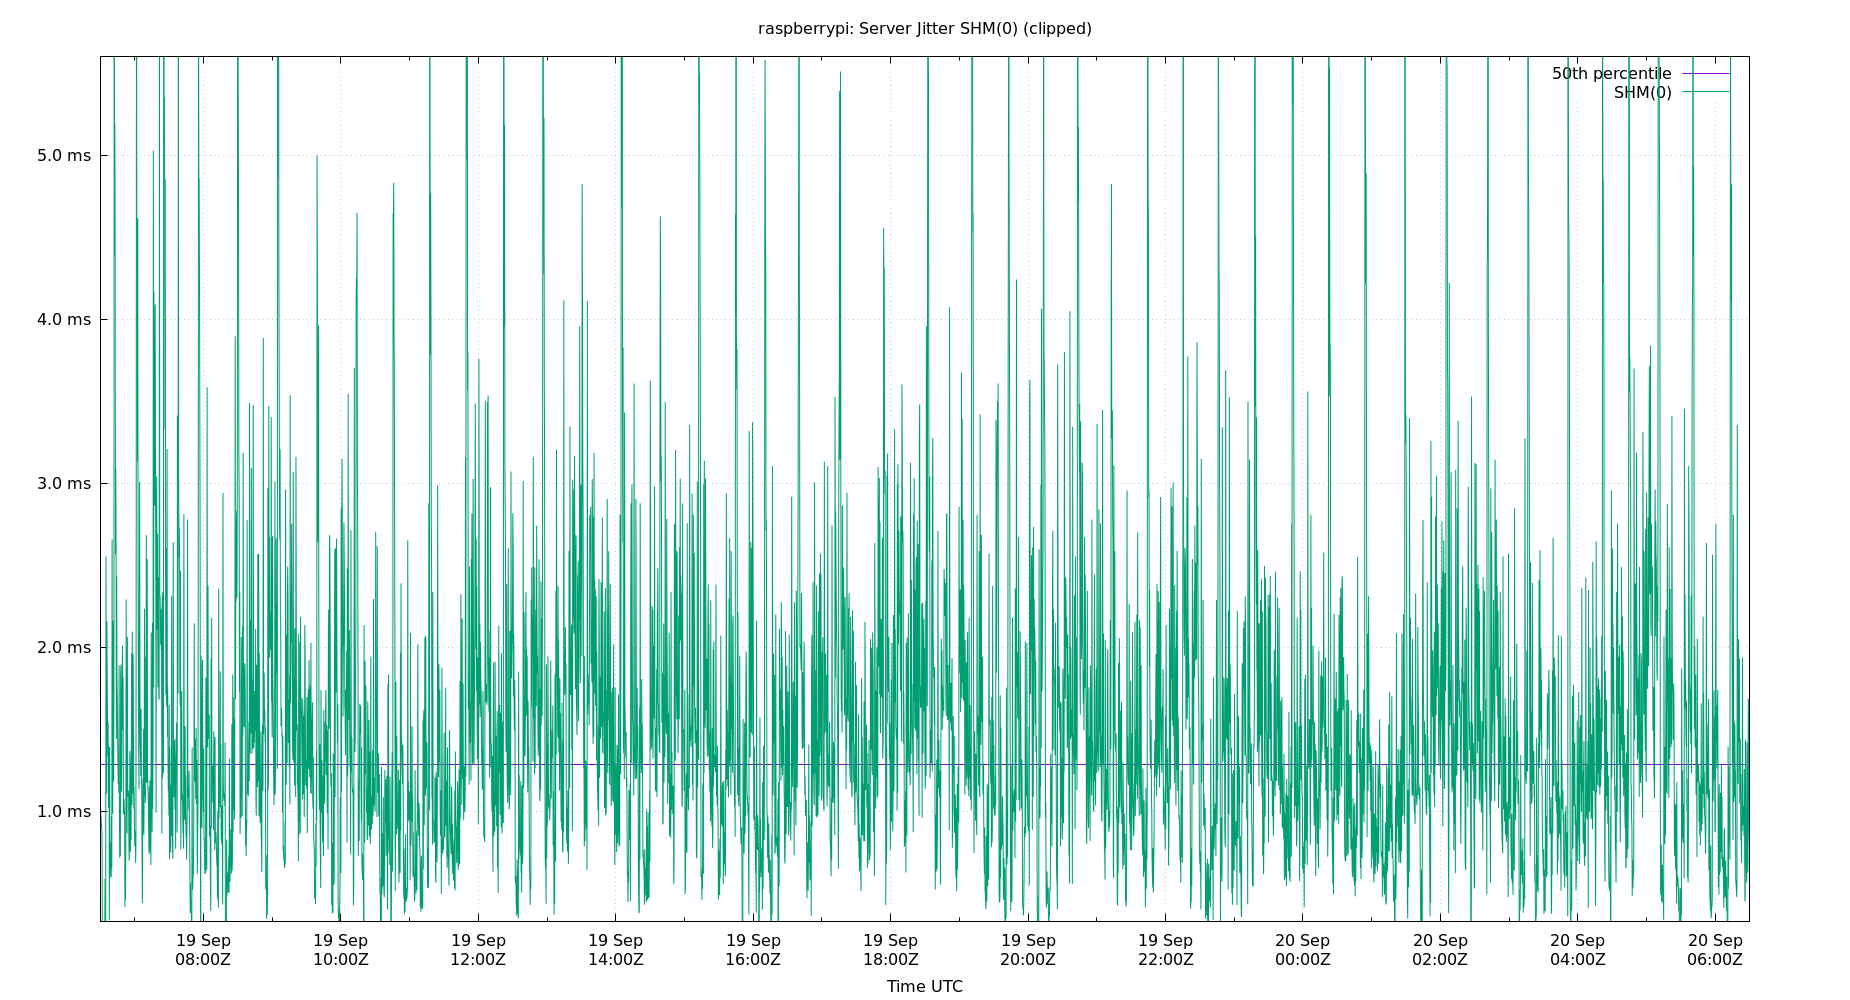 raspberrypi: Server Jitter SHM(0) (clipped)
50th percentile
SHM(0)
5.0 ms
4.0 ms
3.0 ms
2.0 ms
1.0 ms
19 Sep 19 Sep 19 Sep 19 Sep 19 Sep 19 Sep 19 Sep 19 Sep 20 Sep 20 Sep 20 Sep 20 Sep
08:00Z 10:00Z 12:00Z 14:00Z 16:00Z 18:00Z 20:00Z 22:00Z 00:00Z 02:00Z 04:00Z 06:00Z
Time UTC